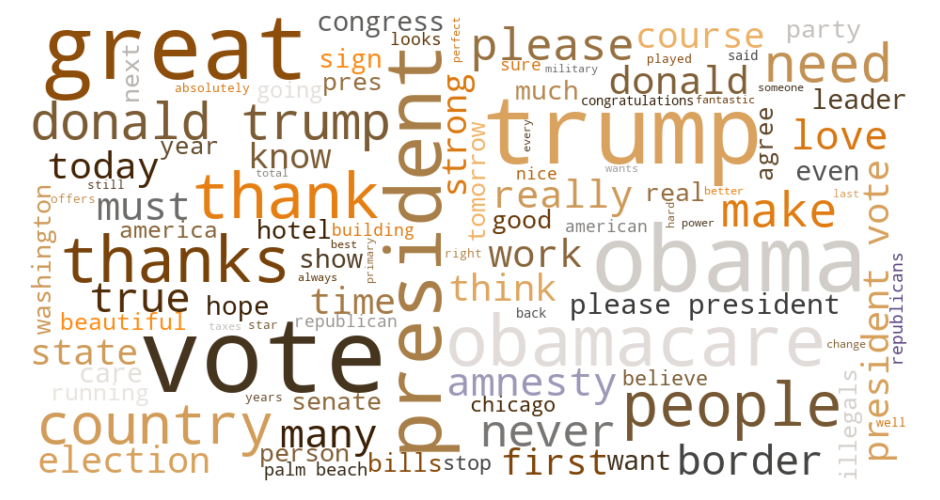 great
congress
looks
perfect
please
course
party
sign
pres
next
absolutely
going
president
strong
sure
military
played
said
need
donald
someone
much
congratulations
fantastic
leader
donald
trump
year
know
today
still
total
thank
tomorrow
trump
every
agree
love
even
wants
nice
really
real
better
last
offers
must
washington
america
hotel
building
good
american
hard
power
make
vote
thanks
show
best
always
primary
right
work
obama
true
hope
time
think
please president
back
beautiful
taxes
star
republican
obamacare
change
republicans
president vote
state
vote
care
running
years
senate
amnesty
believe
chicago
people
illegals
well
country
many
never
election
person
palm beach
bills
stop
first
want
border